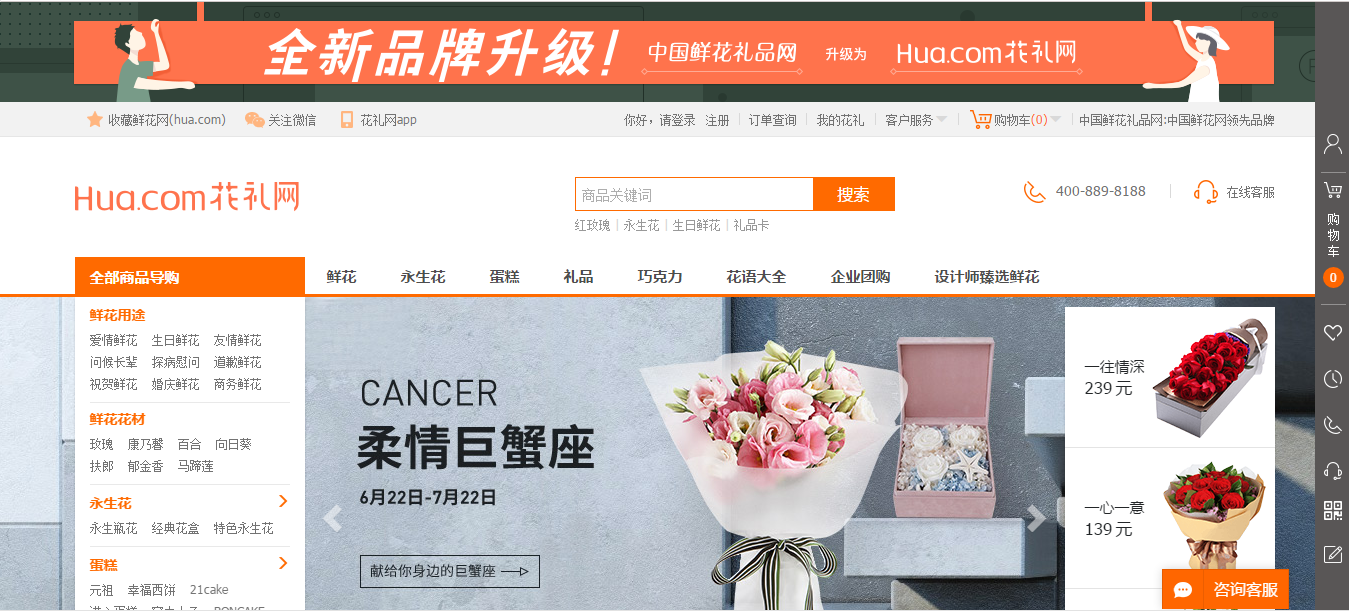 全新品牌升级! 中国鲜花礼品网 升级为 Hua.com花礼网
收藏鲜花网(hua.com) 关注微信 花礼网app 你好，请登录 注册 订单查询 我的花礼 客户服务 购物车(0) 中国鲜花礼品网:中国鲜花网领先品牌
Hua.com花礼网
商品关键词 搜索
红玫瑰 永生花 生日鲜花 礼品卡
400-889-8188 在线客服
购物车
0
全部商品导购 鲜花 永生花 蛋糕 礼品 巧克力 花语大全 企业团购 设计师臻选鲜花
鲜花用途
爱情鲜花 生日鲜花 友情鲜花
问候长辈 探病慰问 道歉鲜花
祝贺鲜花 婚庆鲜花 商务鲜花
鲜花花材
玫瑰 康乃馨 百合 向日葵
扶郎 郁金香 马蹄莲
永生花
永生瓶花 经典花盒 特色永生花
蛋糕
元祖 幸福西饼 21cake
CANCER
柔情巨蟹座
6月22日-7月22日
献给你身边的巨蟹座
一往情深
239 元
一心一意
139 元
咨询客服